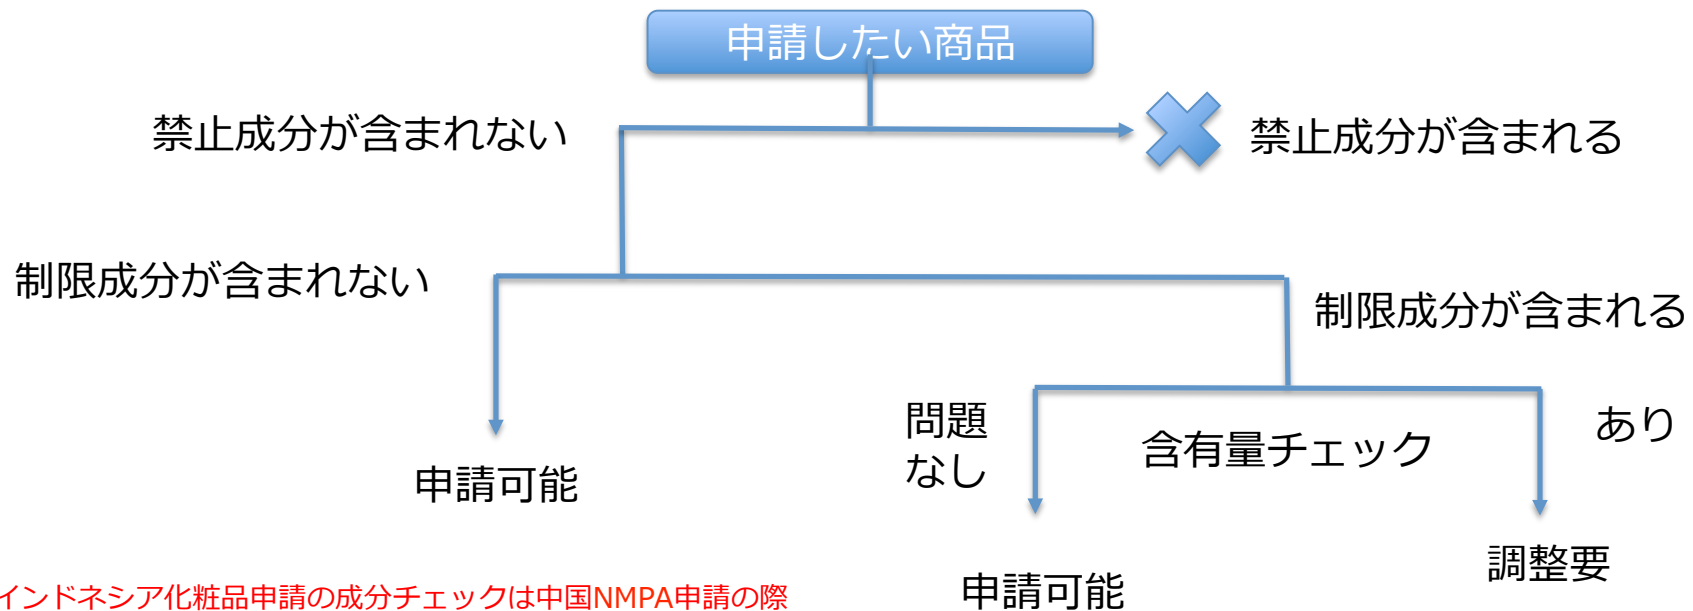 申請したい商品
禁止成分が含まれない
禁止成分が含まれる
制限成分が含まれない
制限成分が含まれる
問題
なし
含有量チェック
あり
申請可能
申請可能
調整要
インドネシア化粧品申請の成分チェックは中国NMPA申請の際